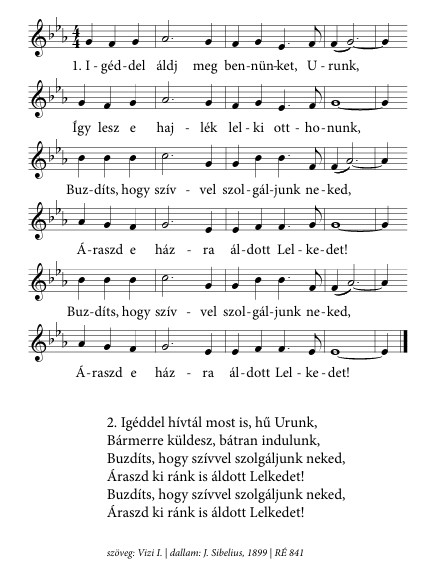 1. I - géd-del áldj meg ben-nün-ket, U - runk,
Így lesz e haj - lék lel - ki ott - ho - nunk,
Buz-díts, hogy szív - vel szol-gál-junk ne-ked,
Á-raszd e ház - ra ál-dott Lel - ke-det!
Buz-díts, hogy szív - vel szol-gál-junk ne-ked,
Á-raszd e ház - ra ál-dott Lel - ke - det!
2. Igéddel hívtál most is, hű Urunk,
Bármerre küldesz, bátran indulunk,
Buzdíts, hogy szívvel szolgáljunk neked,
Áraszd ki ránk is áldott Lelkedet!
Buzdíts, hogy szívvel szolgáljunk neked,
Áraszd ki ránk is áldott Lelkedet!
szöveg: Vizi I. | dallam: J. Sibelius, 1899 | RÉ 841